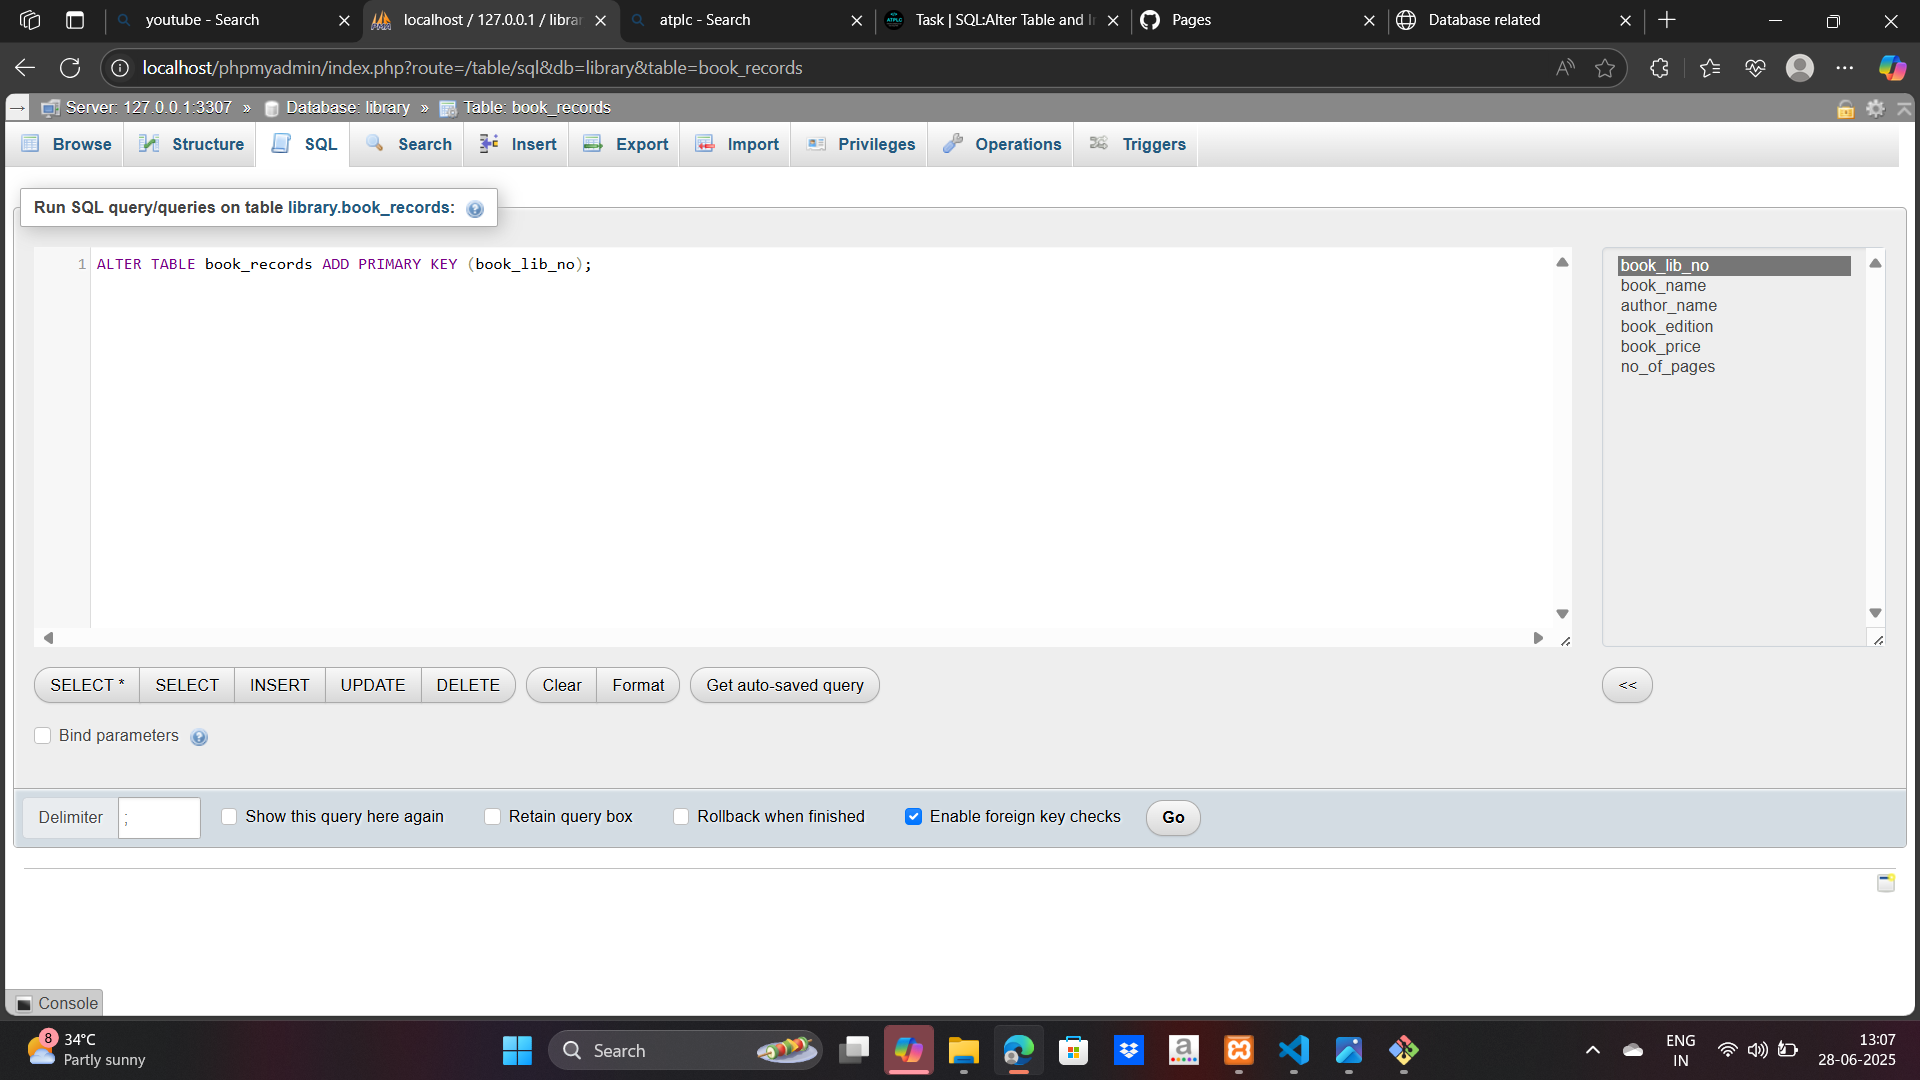 youtube - Search
localhost / 127.0.0.1 / librar
atplc - Search
Task | SQL:Alter Table and I
Pages
Database related
localhost/phpmyadmin/index.php?route=/table/sql&db=library&table=book_records
Server: 127.0.0.1:3307 » Database: library » Table: book_records
Browse Structure SQL Search Insert Export Import Privileges Operations Triggers
Run SQL query/queries on table library.book_records:
1 ALTER TABLE book_records ADD PRIMARY KEY (book_lib_no);
book_lib_no
book_name
author_name
book_edition
book_price
no_of_pages
SELECT * SELECT INSERT UPDATE DELETE Clear Format Get auto-saved query <<
Bind parameters
Delimiter ; Show this query here again Retain query box Rollback when finished Enable foreign key checks Go
Console
8 34°C
Partly sunny
Search
ENG
IN
13:07
28-06-2025